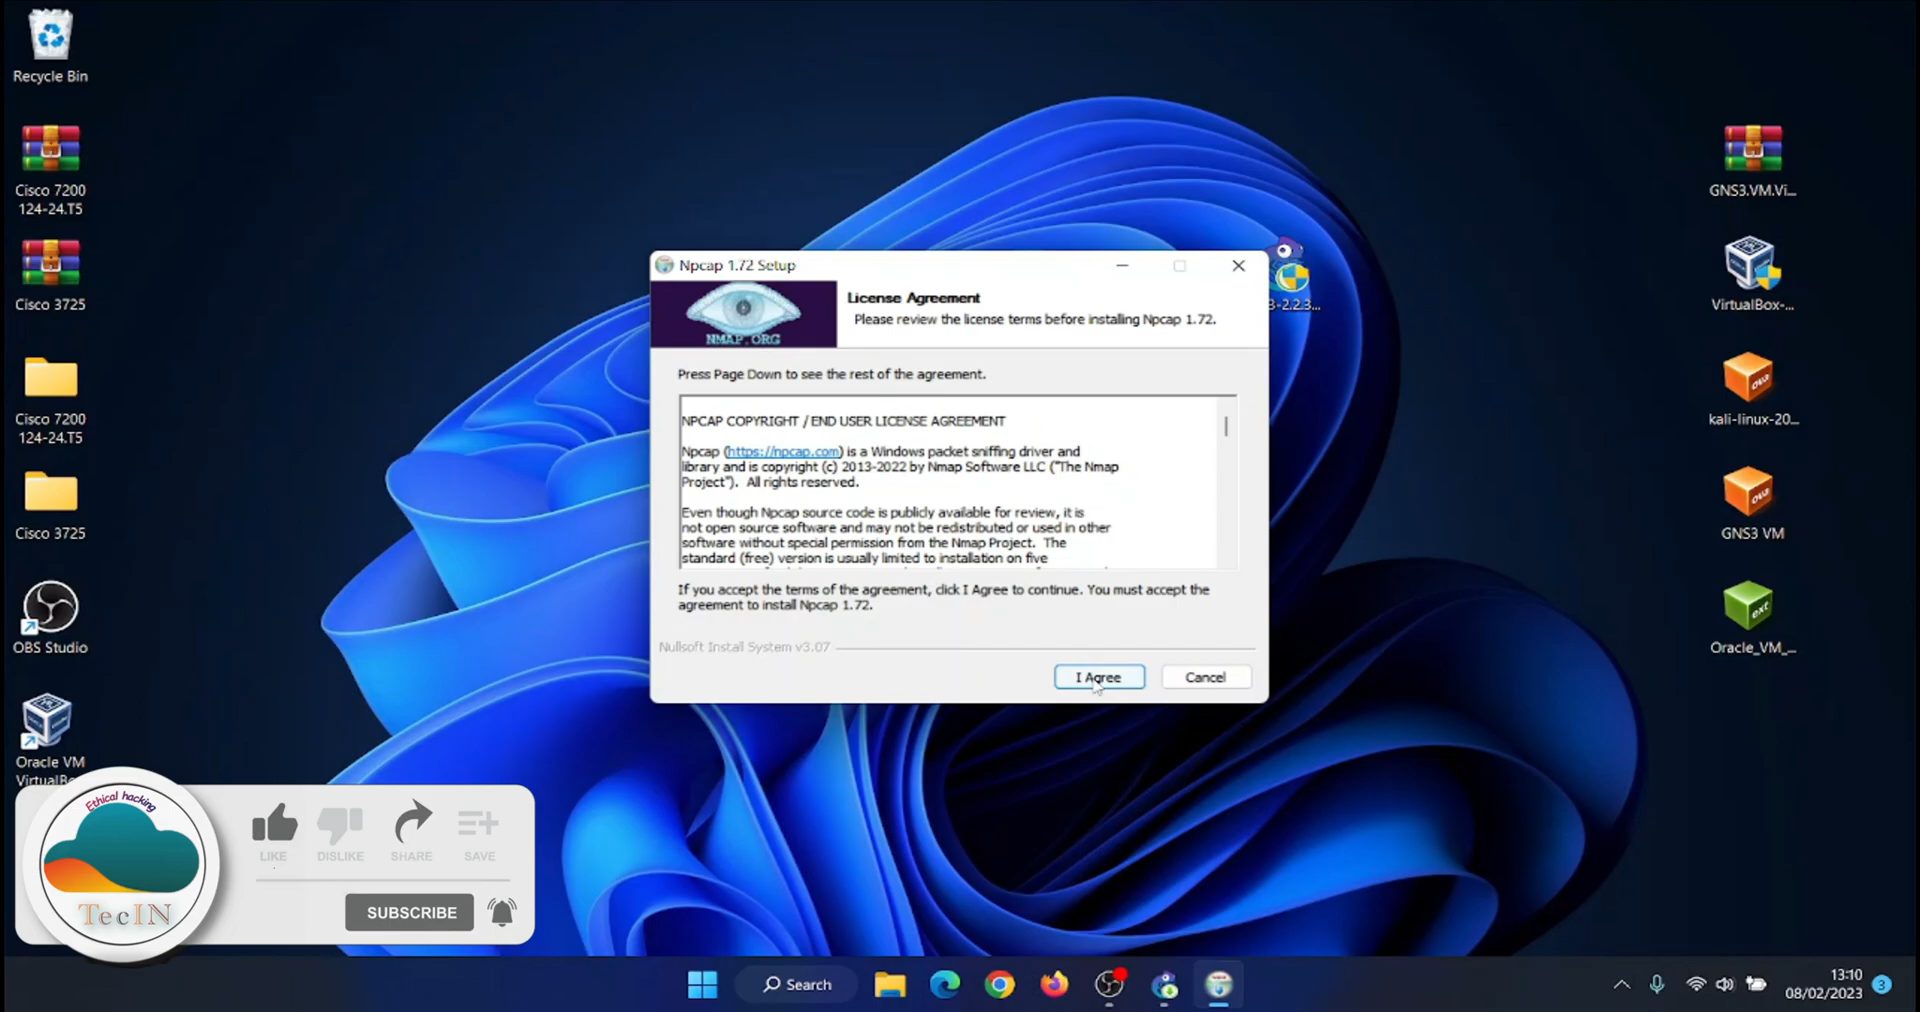 Recycle Bin
Cisco 7200
124-24.T5
Cisco 3725
Cisco 7200
124-24.T5
Cisco 3725
OBS Studio
Oracle VM
Npcap 1.72 Setup
NMAP.ORG
License Agreement
Please review the license terms before installing Npcap 1.72.
Press Page Down to see the rest of the agreement.
NPCAP COPYRIGHT / END USER LICENSE AGREEMENT
Npcap (https://npcap.com) is a Windows packet sniffing driver and
library and is copyright (c) 2013-2022 by Nmap Software LLC ("The Nmap
Project").  All rights reserved.
Even though Npcap source code is publicly available for review, it is
not open source software and may not be redistributed or used in other
software without special permission from the Nmap Project.  The
standard (free) version is usually limited to installation on five
If you accept the terms of the agreement, click I Agree to continue. You must accept the
agreement to install Npcap 1.72.
Nullsoft Install System v3.07
I Agree
Cancel
3-2.2.3...
GNS3.VM.Vi...
VirtualBox-...
kali-linux-20...
GNS3 VM
ext
Oracle_VM_...
Ethical hacking
TecIN
LIKE
DISLIKE
SHARE
SAVE
SUBSCRIBE
Search
13:10
08/02/2023
3